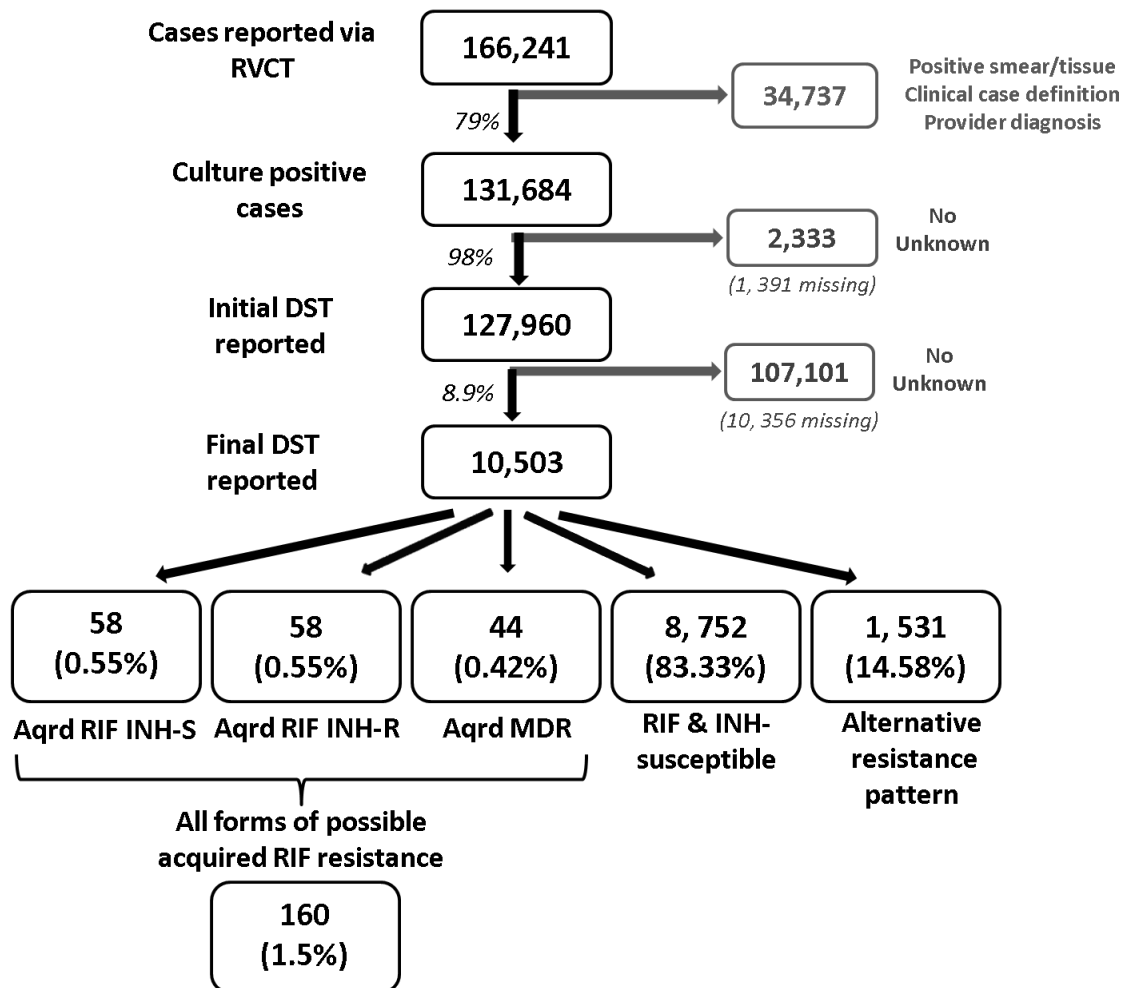 Cases reported via
RVCT
166,241
34,737
Positive smear/tissue
Clinical case definition
Provider diagnosis
79%
Culture positive
cases
131,684
2,333
(1, 391 missing)
No
Unknown
98%
Initial DST
reported
127,960
107,101
(10, 356 missing)
No
Unknown
8.9%
Final DST
reported
10,503
58
(0.55%)
Aqrd RIF INH-S
58
(0.55%)
Aqrd RIF INH-R
44
(0.42%)
Aqrd MDR
8, 752
(83.33%)
RIF & INH-
susceptible
1, 531
(14.58%)
Alternative
resistance
pattern
All forms of possible
acquired RIF resistance
160
(1.5%)